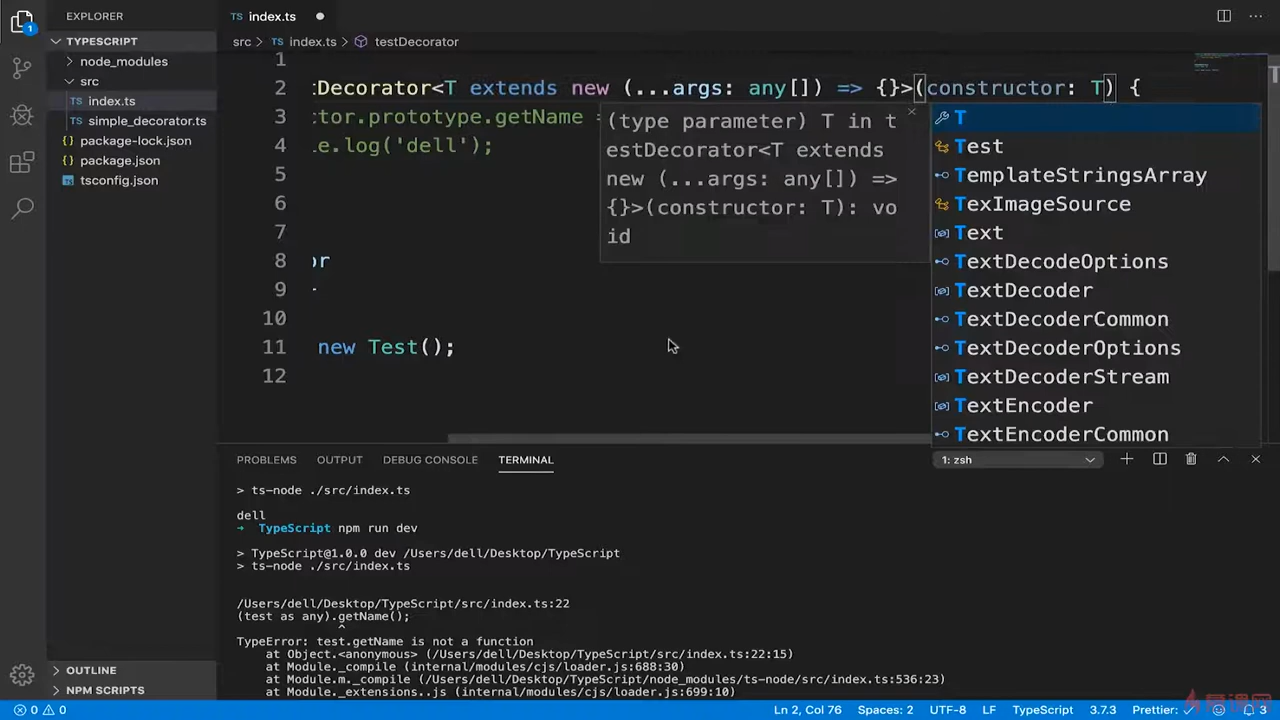 EXPLORER
TS index.ts
TYPESCRIPT
src > TS index.ts > testDecorator
node_modules
src
TS index.ts
TS simple_decorator.ts
{} package-lock.json
{} package.json
tsconfig.json
1
2 :Decorator<T extends new (...args: any[]) => {}>(constructor: T) {
3 :tor.prototype.getName =
4 :e.log('dell');
5
6
7
8 or
9
10
11 new Test();
12
(type parameter) T in t
estDecorator<T extends
new (...args: any[]) =>
{}>(constructor: T): vo
id
T
Test
TemplateStringsArray
TexImageSource
Text
TextDecodeOptions
TextDecoder
TextDecoderCommon
TextDecoderOptions
TextDecoderStream
TextEncoder
TextEncoderCommon
PROBLEMS OUTPUT DEBUG CONSOLE TERMINAL 1: zsh
> ts-node ./src/index.ts
dell
→ TypeScript npm run dev
> TypeScript@1.0.0 dev /Users/dell/Desktop/TypeScript
> ts-node ./src/index.ts
/Users/dell/Desktop/TypeScript/src/index.ts:22
(test as any).getName();
^
TypeError: test.getName is not a function
at Object.<anonymous> (/Users/dell/Desktop/TypeScript/src/index.ts:22:15)
at Module._compile (internal/modules/cjs/loader.js:688:30)
at Module.m._compile (/Users/dell/Desktop/TypeScript/node_modules/ts-node/src/index.ts:536:23)
at Module._extensions..js (internal/modules/cjs/loader.js:699:10)
OUTLINE
NPM SCRIPTS
0 0 Ln 2, Col 76 Spaces: 2 UTF-8 LF TypeScript 3.7.3 Prettier: ✓ 3
慕课网